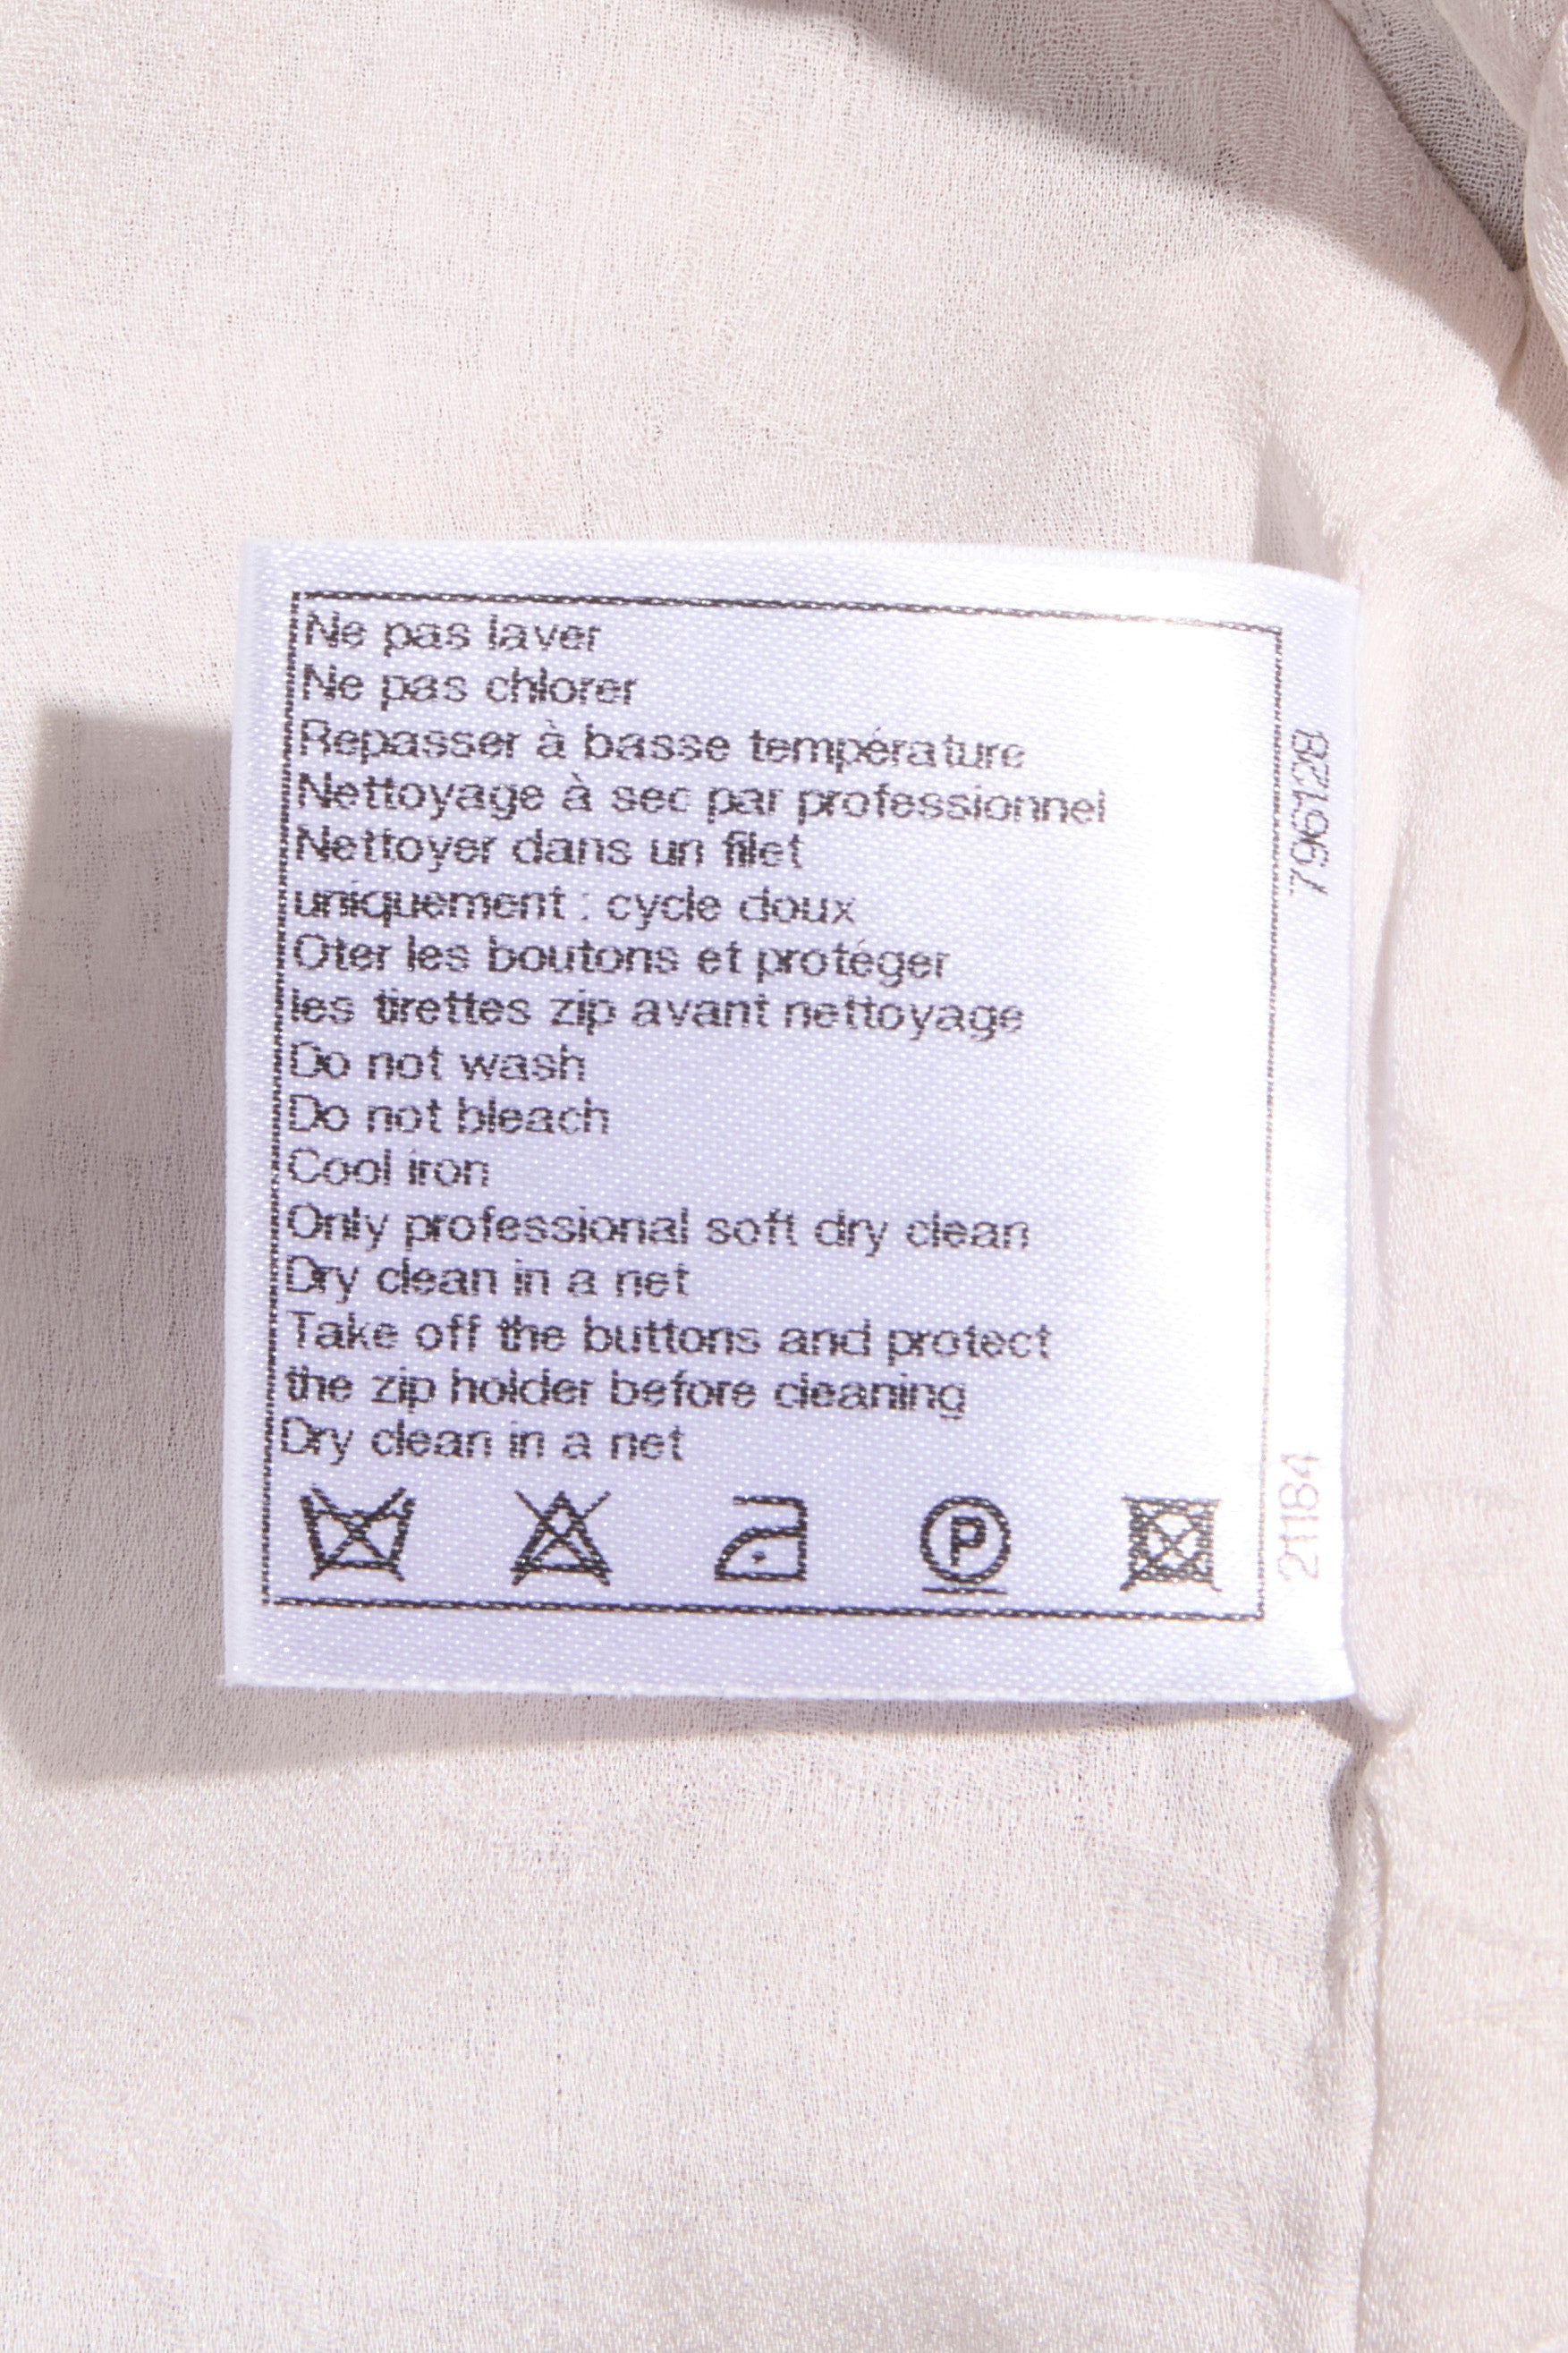 Ne pas laver
Ne pas chlorer
Repasser à basse température
Nettoyage à sec par professionnel
Nettoyer dans un filet
uniquement : cycle doux
Oter les boutons et protéger
les tirettes zip avant nettoyage
Do not wash
Do not bleach
Cool iron
Only professional soft dry clean
Dry clean in a net
Take off the buttons and protect
the zip holder before cleaning
Dry clean in a net
P
796128
21184